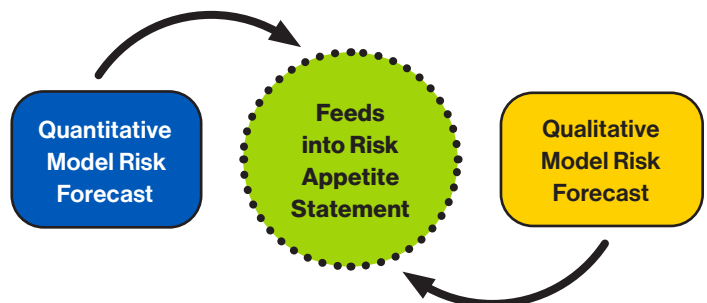 Quantitative
Model Risk
Forecast
Feeds
into Risk
Appetite
Statement
Qualitative
Model Risk
Forecast